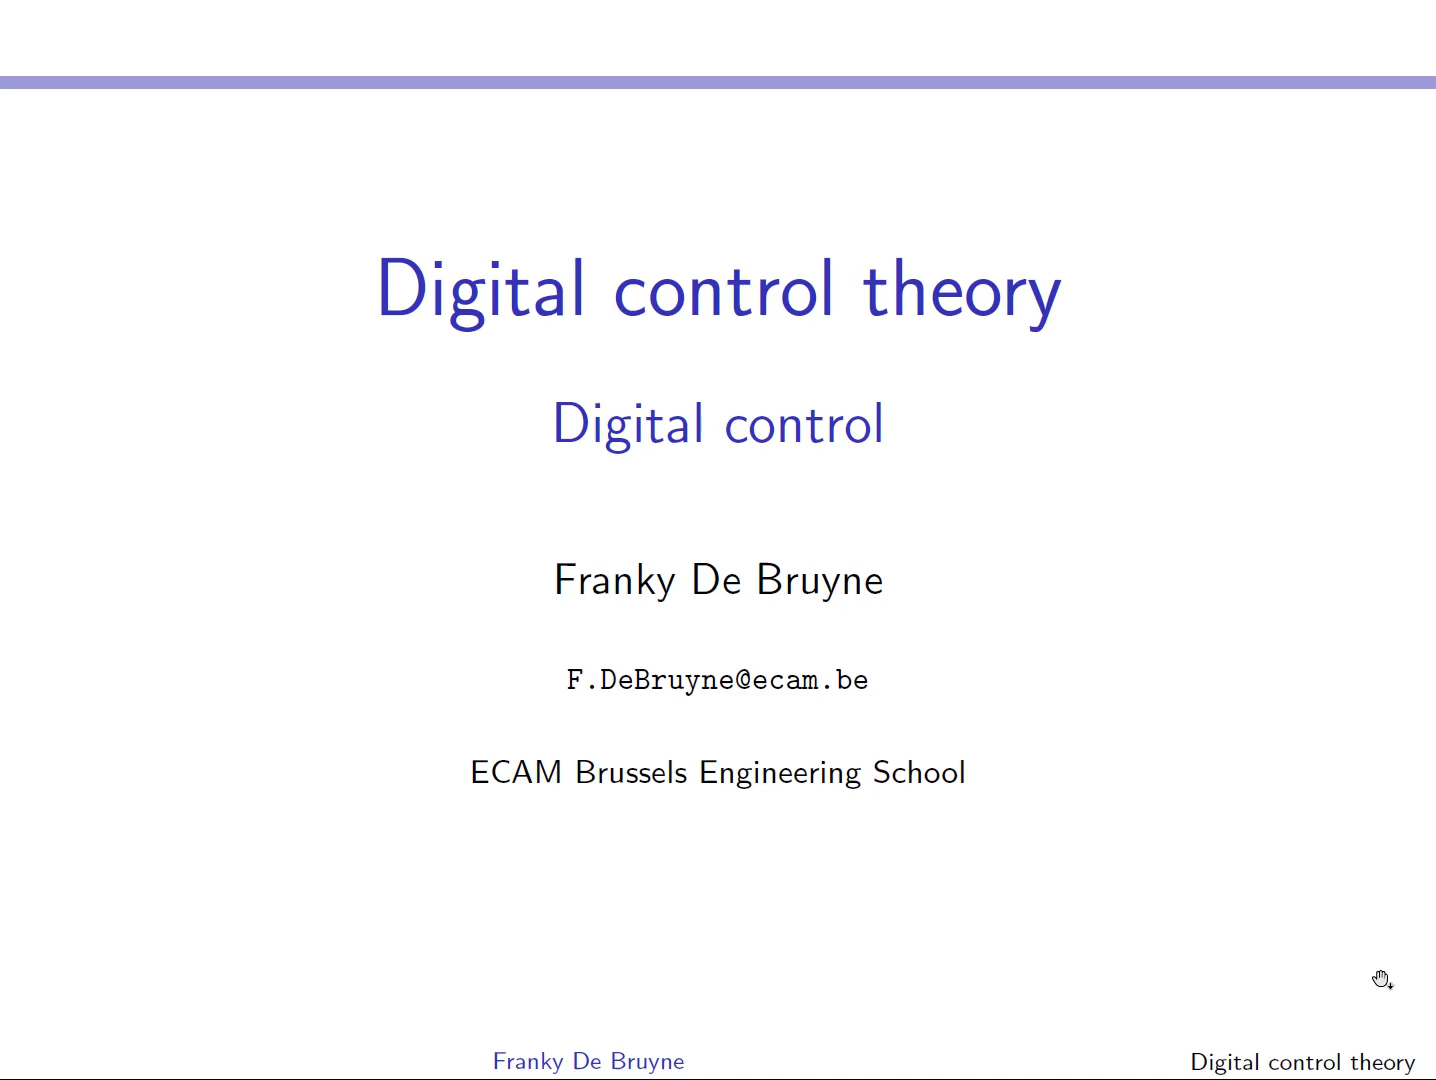 Digital control theory
Digital control
Franky De Bruyne
F.DeBruyne@ecam.be
ECAM Brussels Engineering School
Franky De Bruyne
Digital control theory